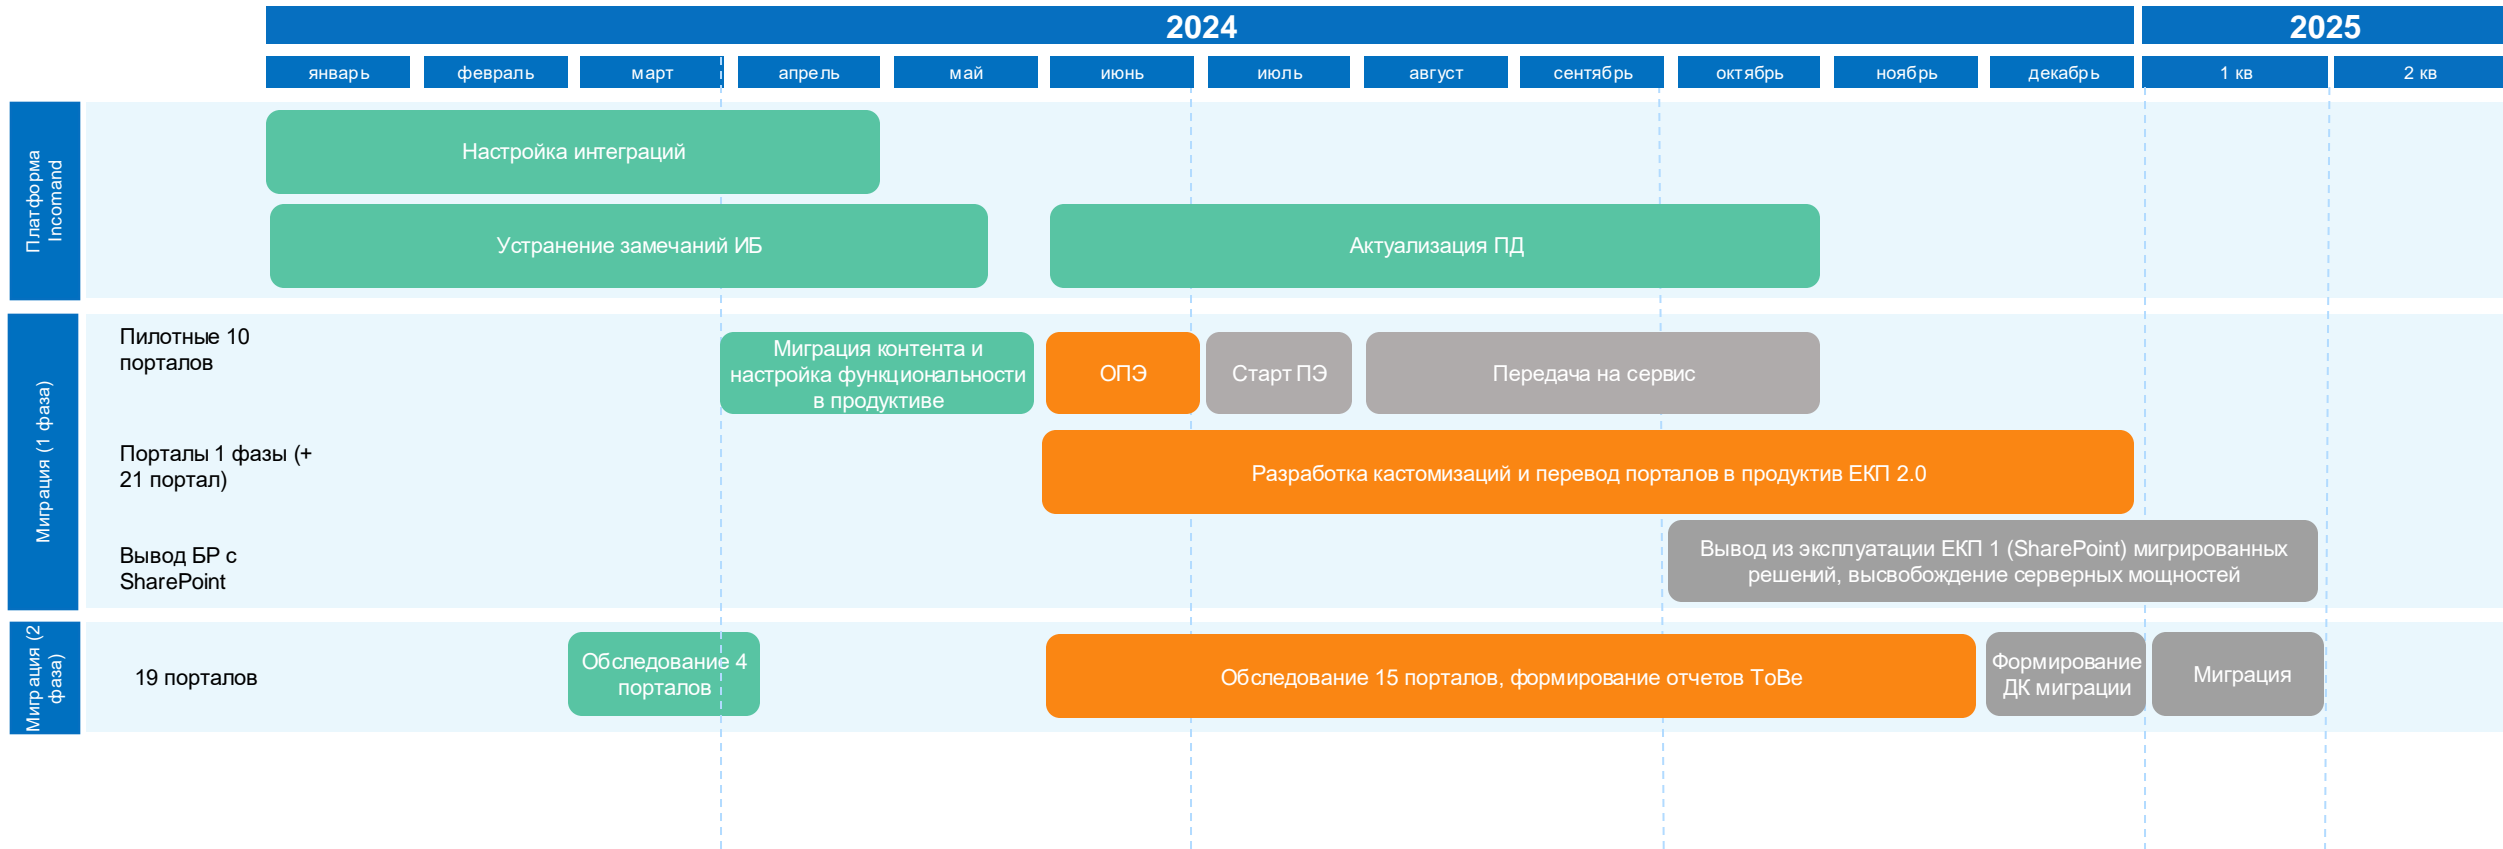 2024
2025
январь
февраль
март
апрель
май
июнь
июль
август
сентябрь
октябрь
ноябрь
декабрь
1 кв
2 кв
Платформа
Incomand
Настройка интеграций
Устранение замечаний ИБ
Актуализация ПД
Миграция (1 фаза)
Пилотные 10
порталов
Миграция контента и
настройка функциональности
в продуктиве
ОПЭ
Старт ПЭ
Передача на сервис
Порталы 1 фазы (+
21 портал)
Разработка кастомизаций и перевод порталов в продуктив ЕКП 2.0
Вывод БР с
SharePoint
Вывод из эксплуатации ЕКП 1 (SharePoint) мигрированных
решений, высвобождение серверных мощностей
Миграция (2
фаза)
19 порталов
Обследование 4
порталов
Обследование 15 порталов, формирование отчетов ToBe
Формирование
ДК миграции
Миграция